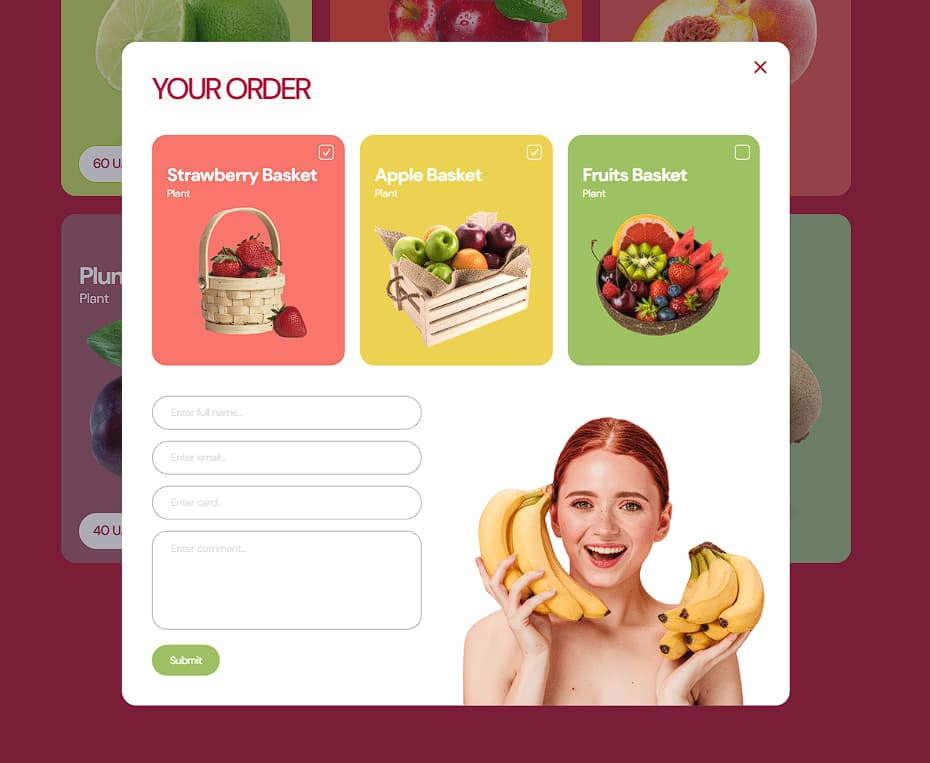 60 U
YOUR ORDER
Strawberry Basket
Plant
Apple Basket
Plant
Fruits Basket
Plant
Plu
Plant
40 U
Enter full name...
Enter email...
Enter card...
Enter comment...
Submit